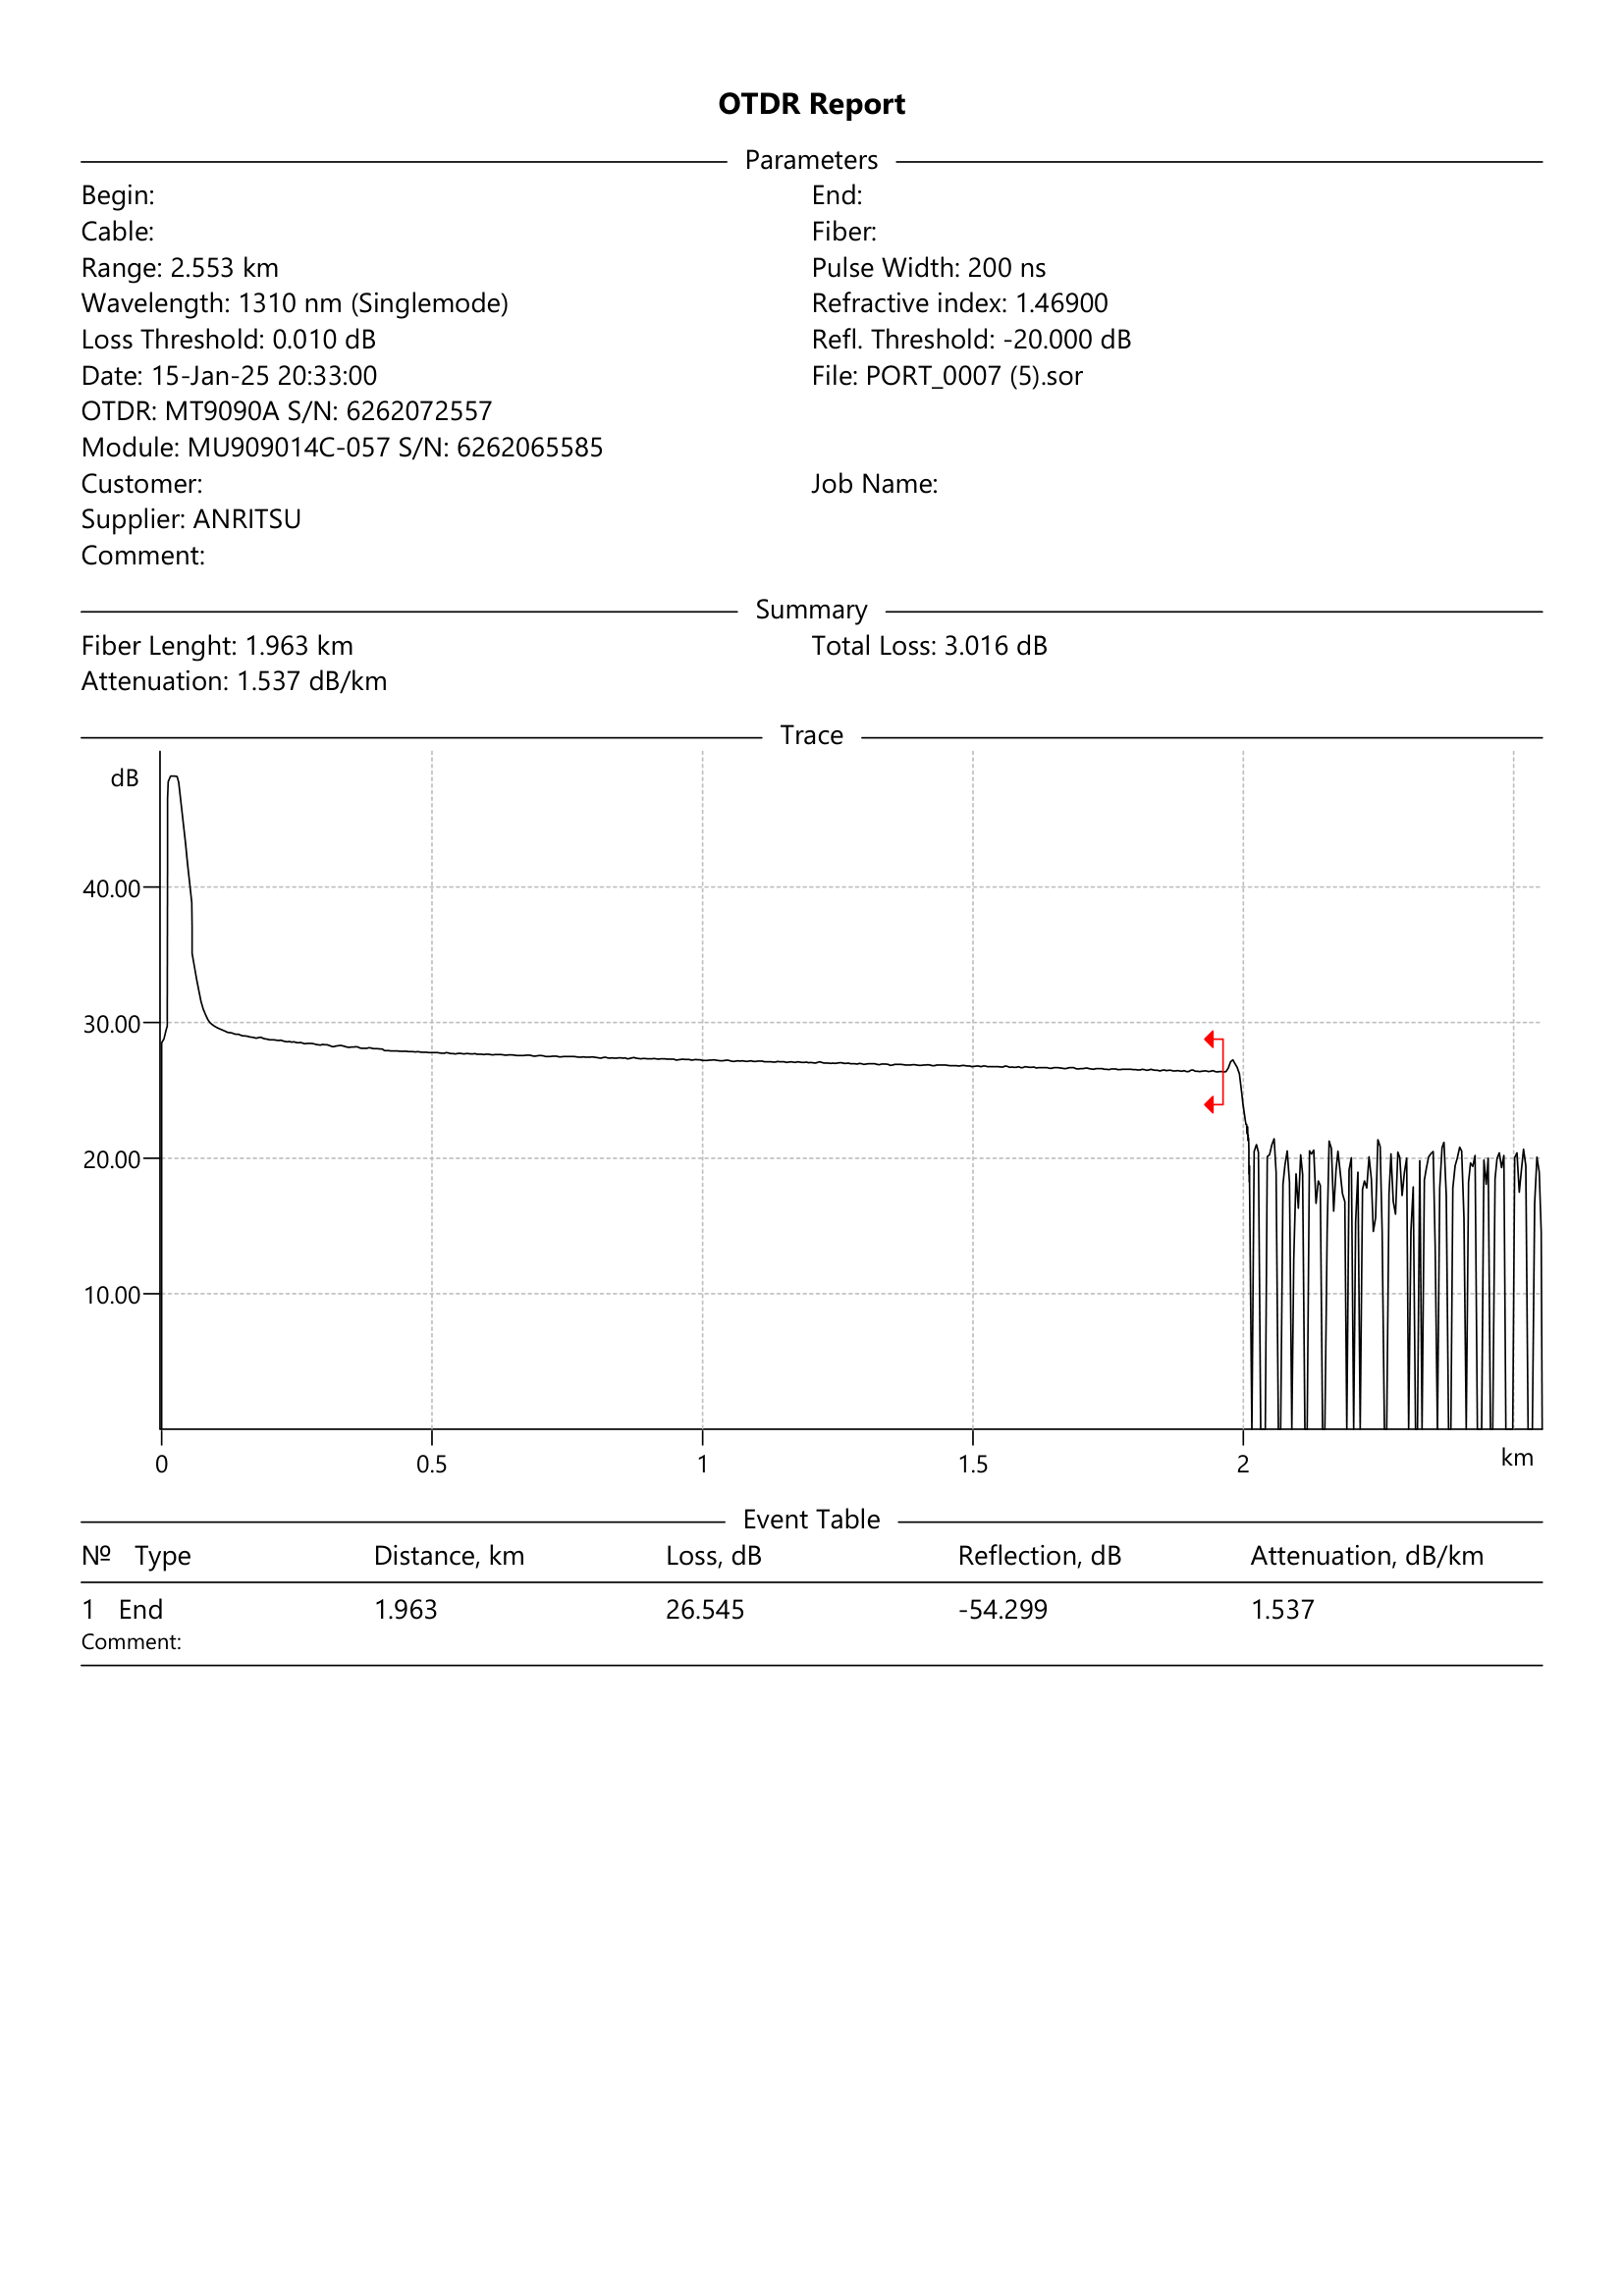 OTDR Report
Parameters
Begin: End:
Cable: Fiber:
Range: 2.553 km Pulse Width: 200 ns
Wavelength: 1310 nm (Singlemode) Refractive index: 1.46900
Loss Threshold: 0.010 dB Refl. Threshold: -20.000 dB
Date: 15-Jan-25 20:33:00 File: PORT_0007 (5).sor
OTDR: MT9090A S/N: 6262072557
Module: MU909014C-057 S/N: 6262065585
Customer: Job Name:
Supplier: ANRITSU
Comment:
Summary
Fiber Lenght: 1.963 km Total Loss: 3.016 dB
Attenuation: 1.537 dB/km
Trace
dB
40.00
30.00
20.00
10.00
0 0.5 1 1.5 2 km
Event Table
Nº Type Distance, km Loss, dB Reflection, dB Attenuation, dB/km
1 End 1.963 26.545 -54.299 1.537
Comment: